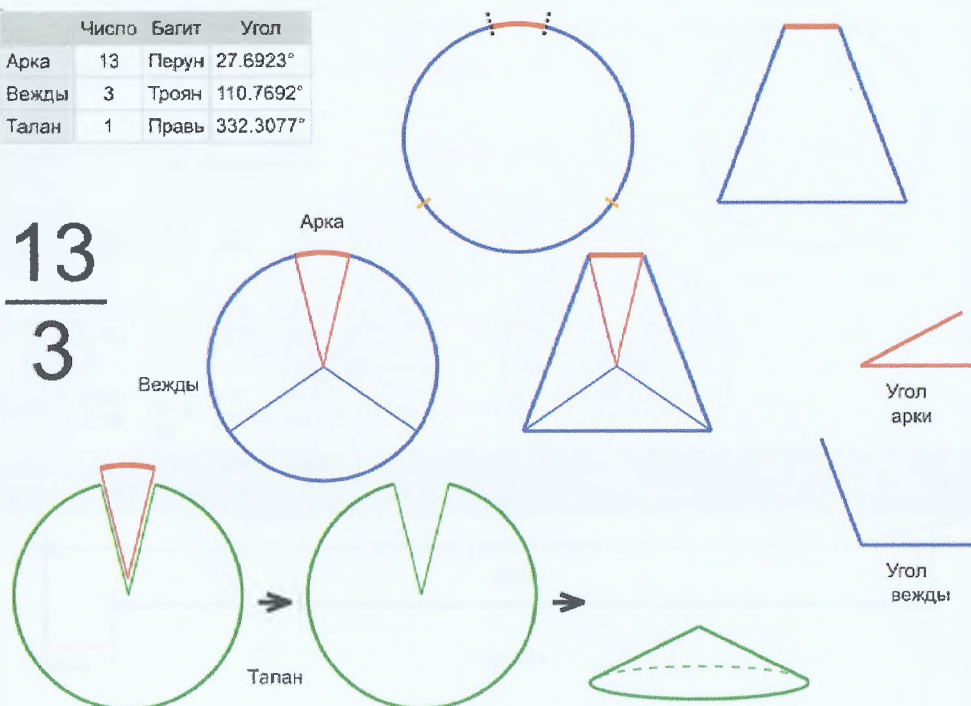 Число Багит Угол
Арка 13 Перун 27.6923°
Вежды 3 Троян 110.7692°
Талан 1 Правь 332.3077°
13
3
Арка
Вежды
Угол
арки
Угол
вежды
Талан